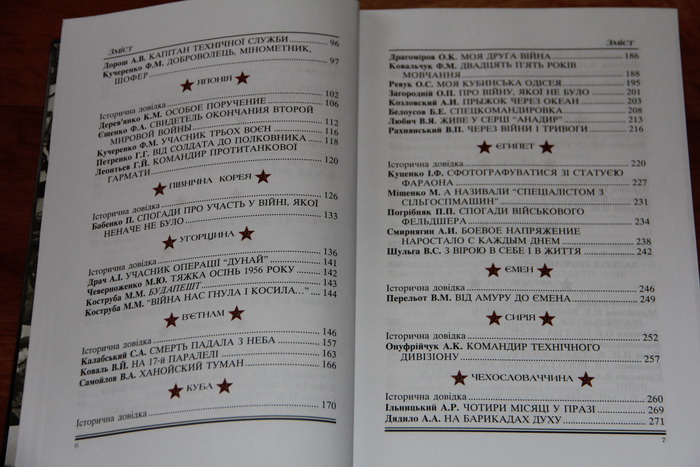 Зміст
Дорош А.В. КАПІТАН ТЕХНІЧНОЇ СЛУЖБИ 96
Кучеренко Ф.М. ДОБРОВОЛЕЦЬ, МІНОМЕТНИК,
ШОФЕР 97
ЯПОНІЯ
Історична довідка 102
Дерев'янко К.М. ОСОБОЕ ПОРУЧЕНИЕ 106
Єщенко Ф.А. СВИДЕТЕЛЬ ОКОНЧАНИЯ ВТОРОЙ
МИРОВОЙ ВОЙНЫ 112
Кучеренко Ф.М. УЧАСНИК ТРЬОХ ВОЄН 116
Петренко Г.Г. ВІД СОЛДАТА ДО ПОЛКОВНИКА 118
Леонтьев Г.Й. КОМАНДИР ПРОТИТАНКОВОЇ
ГАРМАТИ 120
ПІВНІЧНА КОРЕЯ
Історична довідка 126
Бабенко П. СПОГАДИ ПРО УЧАСТЬ У ВІЙНІ, ЯКОЇ
НЕНАЧЕ НЕ БУЛО 133
УГОРЩИНА
Історична довідка 136
Драч А.І. УЧАСНИК ОПЕРАЦІЇ "ДУНАЙ" 141
Чеверноженко М.Ю. ТЯЖКА ОСІНЬ 1956 РОКУ 142
Коструба М.М. БУДАПЕШТ 143
Коструба М.М. "ВІЙНА НАС ГНУЛА І КОСИЛА..." 144
В'ЄТНАМ
Історична довідка 146
Калабський С.А. СМЕРТЬ ПАДАЛА З НЕБА 157
Коваль В.Й. НА 17-й ПАРАЛЕЛІ 163
Самойлов В.А. ХАНОЙСКИЙ ТУМАН 166
КУБА
Історична довідка 170
6
Зміст
Драгоміров О.К. МОЯ ДРУГА ВІЙНА 186
Ковальчук Ф.М. ДВАДЦЯТЬ П'ЯТЬ РОКІВ
МОВЧАННЯ 188
Ревук О.С. МОЯ КУБИНСЬКА ОДІСЕЯ 195
Загородній О.П. ПРО ВІЙНУ, ЯКОЇ НЕ БУЛО 201
Козловский А.И. ПРЫЖОК ЧЕРЕЗ ОКЕАН 203
Белоусов Б.Е. СПЕЦКОМАНДИРОВКА 208
Любич В.Я. ЖИВЕ У СЕРЦІ "АНАДИР" 213
Рахнянський В.П. ЧЕРЕЗ ВІЙНИ І ТРИВОГИ 216
ЄГИПЕТ
Історична довідка 220
Куценко І.Ф. СФОТОГРАФУВАТИСЯ ЗІ СТАТУЄЮ
ФАРАОНА 227
Міщенко М. А НАЗИВАЛИ "СПЕЦІАЛІСТОМ З
СІЛЬГОСПМАШИН" 231
Погрібняк П.П. СПОГАДИ ВІЙСЬКОВОГО
ФЕЛЬДШЕРА 234
Смирнягин А.И. БОЕВОЕ НАПРЯЖЕНИЕ
НАРОСТАЛО С КАЖДЫМ ДНЕМ 238
Шульга В.С. З ВІРОЮ В СЕБЕ І В ЖИТТЯ 242
ЄМЕН
Історична довідка 246
Перельот В.М. ВІД АМУРУ ДО ЄМЕНА 249
СИРІЯ
Історична довідка 252
Онуфрійчук А.К. КОМАНДИР ТЕХНІЧНОГО
ДИВІЗІОНУ 257
ЧЕХОСЛОВАЧЧИНА
Історична довідка 260
Ільницький А.Р. ЧОТИРИ МІСЯЦІ У ПРАЗІ 269
Дядило А.А. НА БАРИКАДАХ ДУХУ 271
7